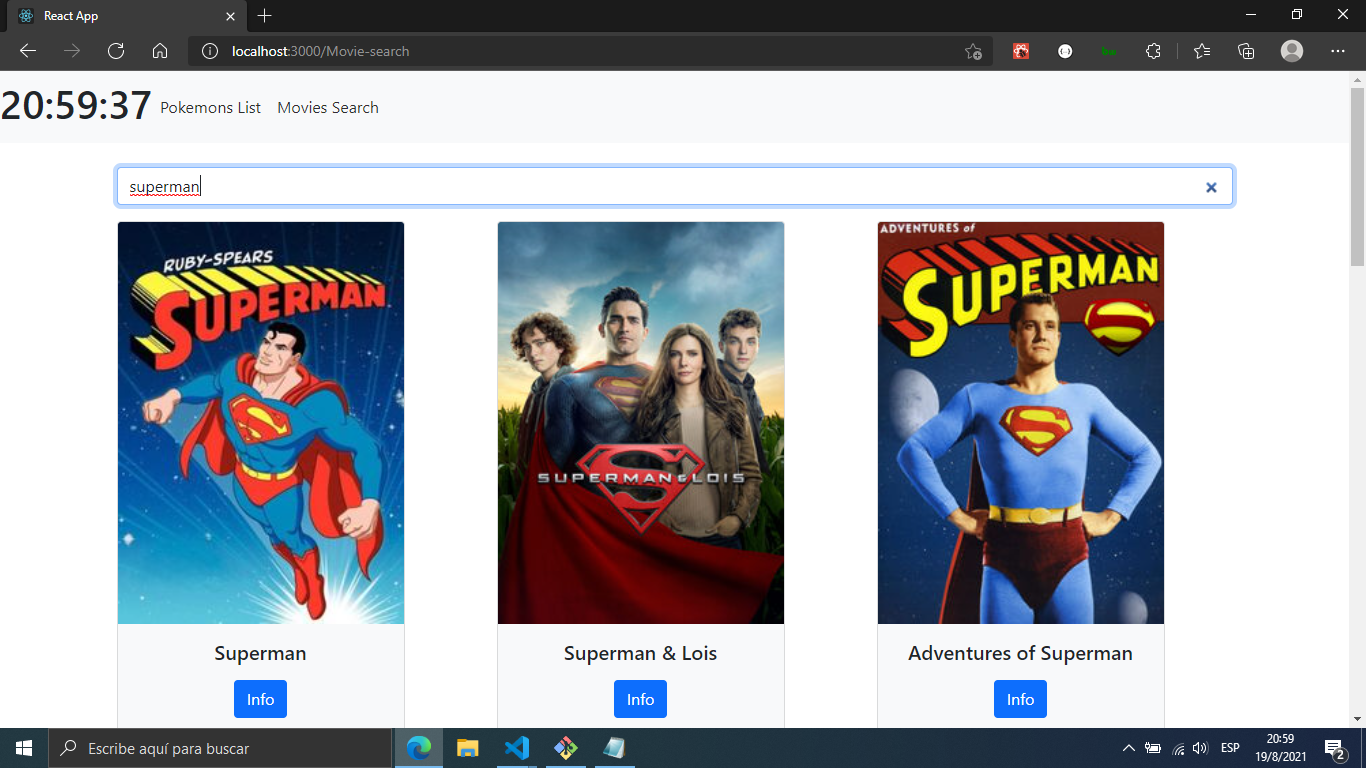 React App
localhost:3000/Movie-search
20:59:37 Pokemons List Movies Search
superman
RUBY-SPEARS
SUPERMAN
SUPERMAN & LOIS
ADVENTURES of
SUPERMAN
Superman
Superman & Lois
Adventures of Superman
Info
Info
Info
Escribe aquí para buscar
ESP
20:59
19/8/2021
2